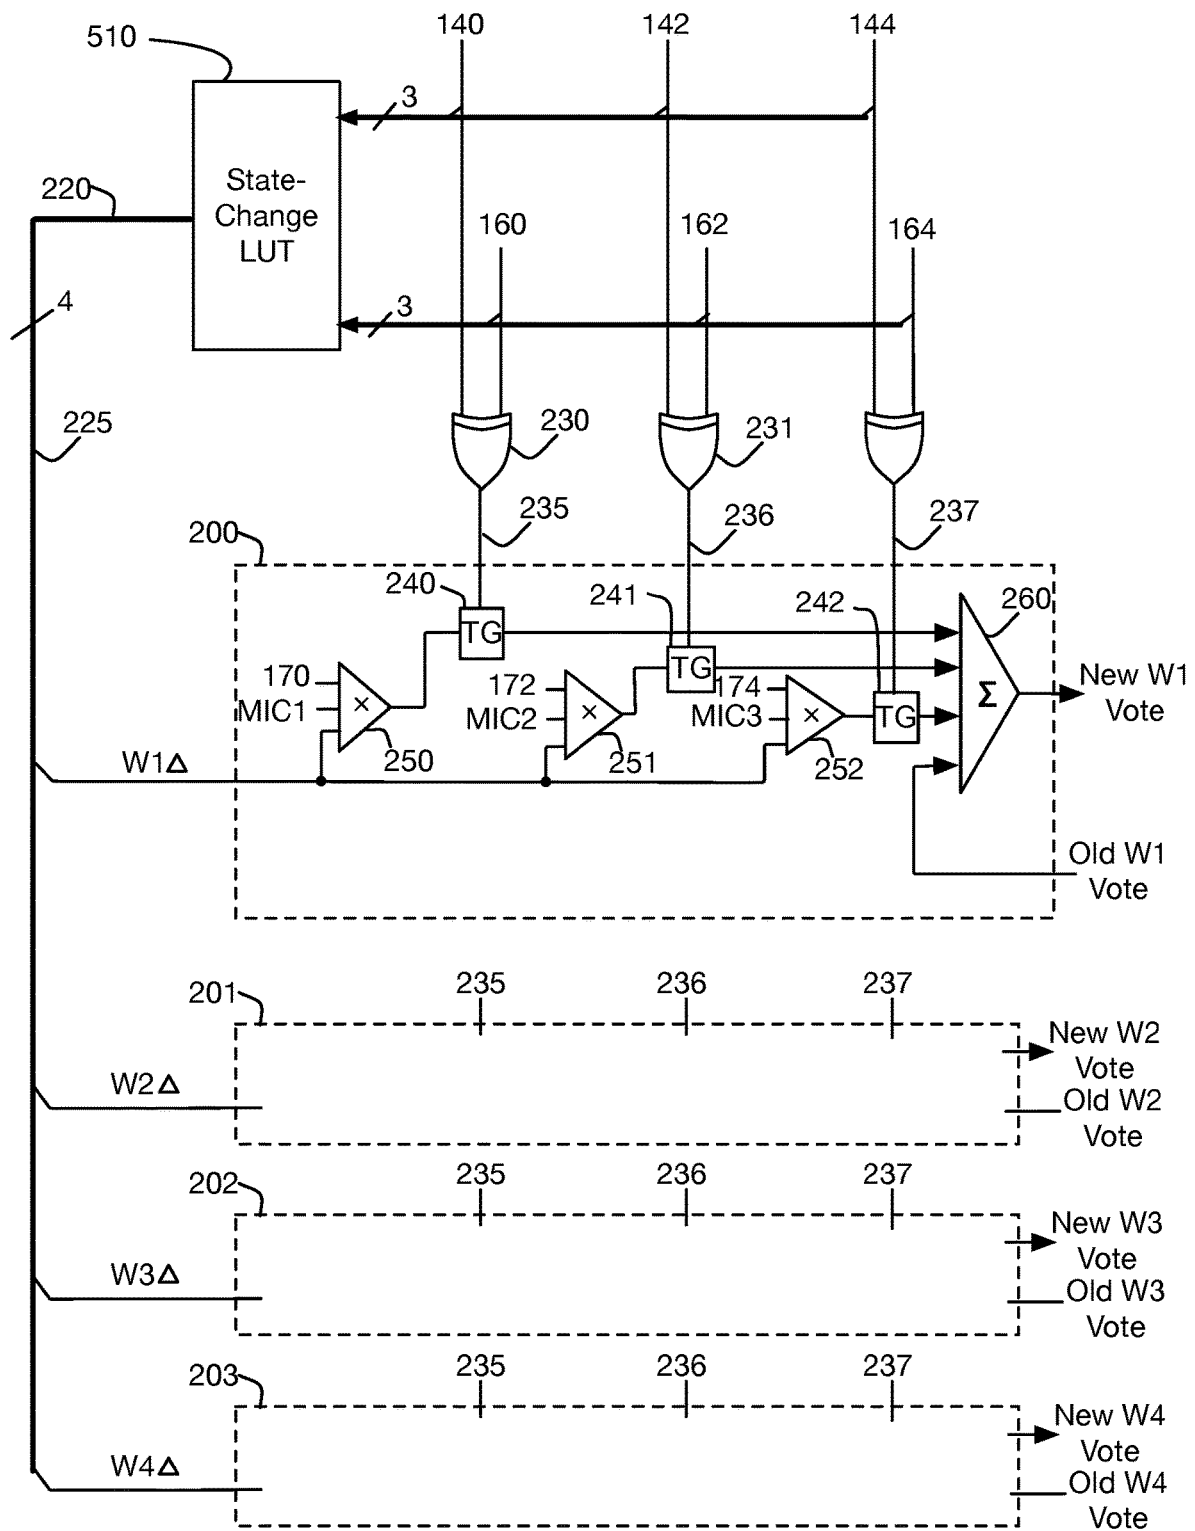 510
140
142
144
3
State-
Change
LUT
220
160
162
164
4
3
225
230
231
235
236
237
200
240
241
242
260
TG
TG
TG
170
MIC1
×
172
MIC2
×
174
MIC3
×
Σ
New W1
Vote
W1Δ
250
251
252
Old W1
Vote
201
235
236
237
New W2
Vote
W2Δ
Old W2
Vote
202
235
236
237
New W3
Vote
W3Δ
Old W3
Vote
203
235
236
237
New W4
Vote
W4Δ
Old W4
Vote